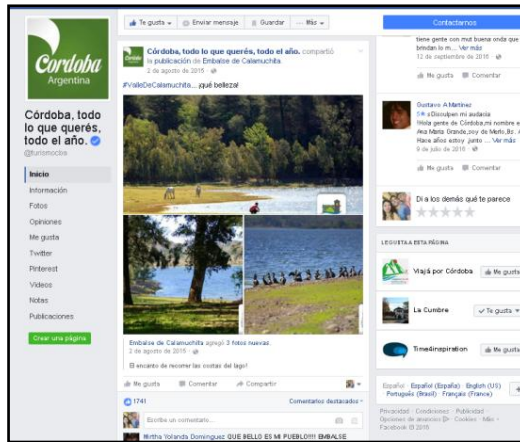 Cordoba
Argentina
Córdoba, todo
lo que querés,
todo el año.
@turismocba
Inicio
Información
Fotos
Opiniones
Me gusta
Twitter
Pinterest
Videos
Notas
Publicaciones
Crear una página
Te gusta
Enviar mensaje
Guardar
Más
Córdoba, todo lo que querés, todo el año. compartió
la publicación de Embalse de Calamuchita.
2 de agosto de 2016
#ValleDeCalamuchita... ¡qué belleza!
Embalse de Calamuchita agregó 3 fotos nuevas.
2 de agosto de 2016
El encanto de recorrer las costas del lago!
Me gusta
Comentar
Compartir
1741
Comentarios destacados
Escribe un comentario...
Mirtha Yolanda Dominguez QUE BELLO ES MI PUEBLO!!!! EMBALSE
Contactarnos
tiene gente con muy buena onda que
brindan lo m... Ver más
12 de septiembre de 2016
Me gusta
Comentar
Gustavo A Martinez
5★ Disculpen mi audacia
Hola gente de Córdoba,mi nombre
Ana Maria Grande,soy de Merlo,Bs.
Hace años estoy junto ... Ver más
9 de julio de 2016
Me gusta
Comentar
Di a los demás qué te parece
LE GUSTA A ESTA PÁGINA
Viajá por Córdoba
Me gusta
La Cumbre
Te gusta
Time4inspiration
Me gusta
Español · Español (España) · English (US)
Português (Brasil) · Français (France)
Privacidad · Condiciones · Publicidad ·
Opciones de anuncios · Cookies · Más ·
Facebook © 2016